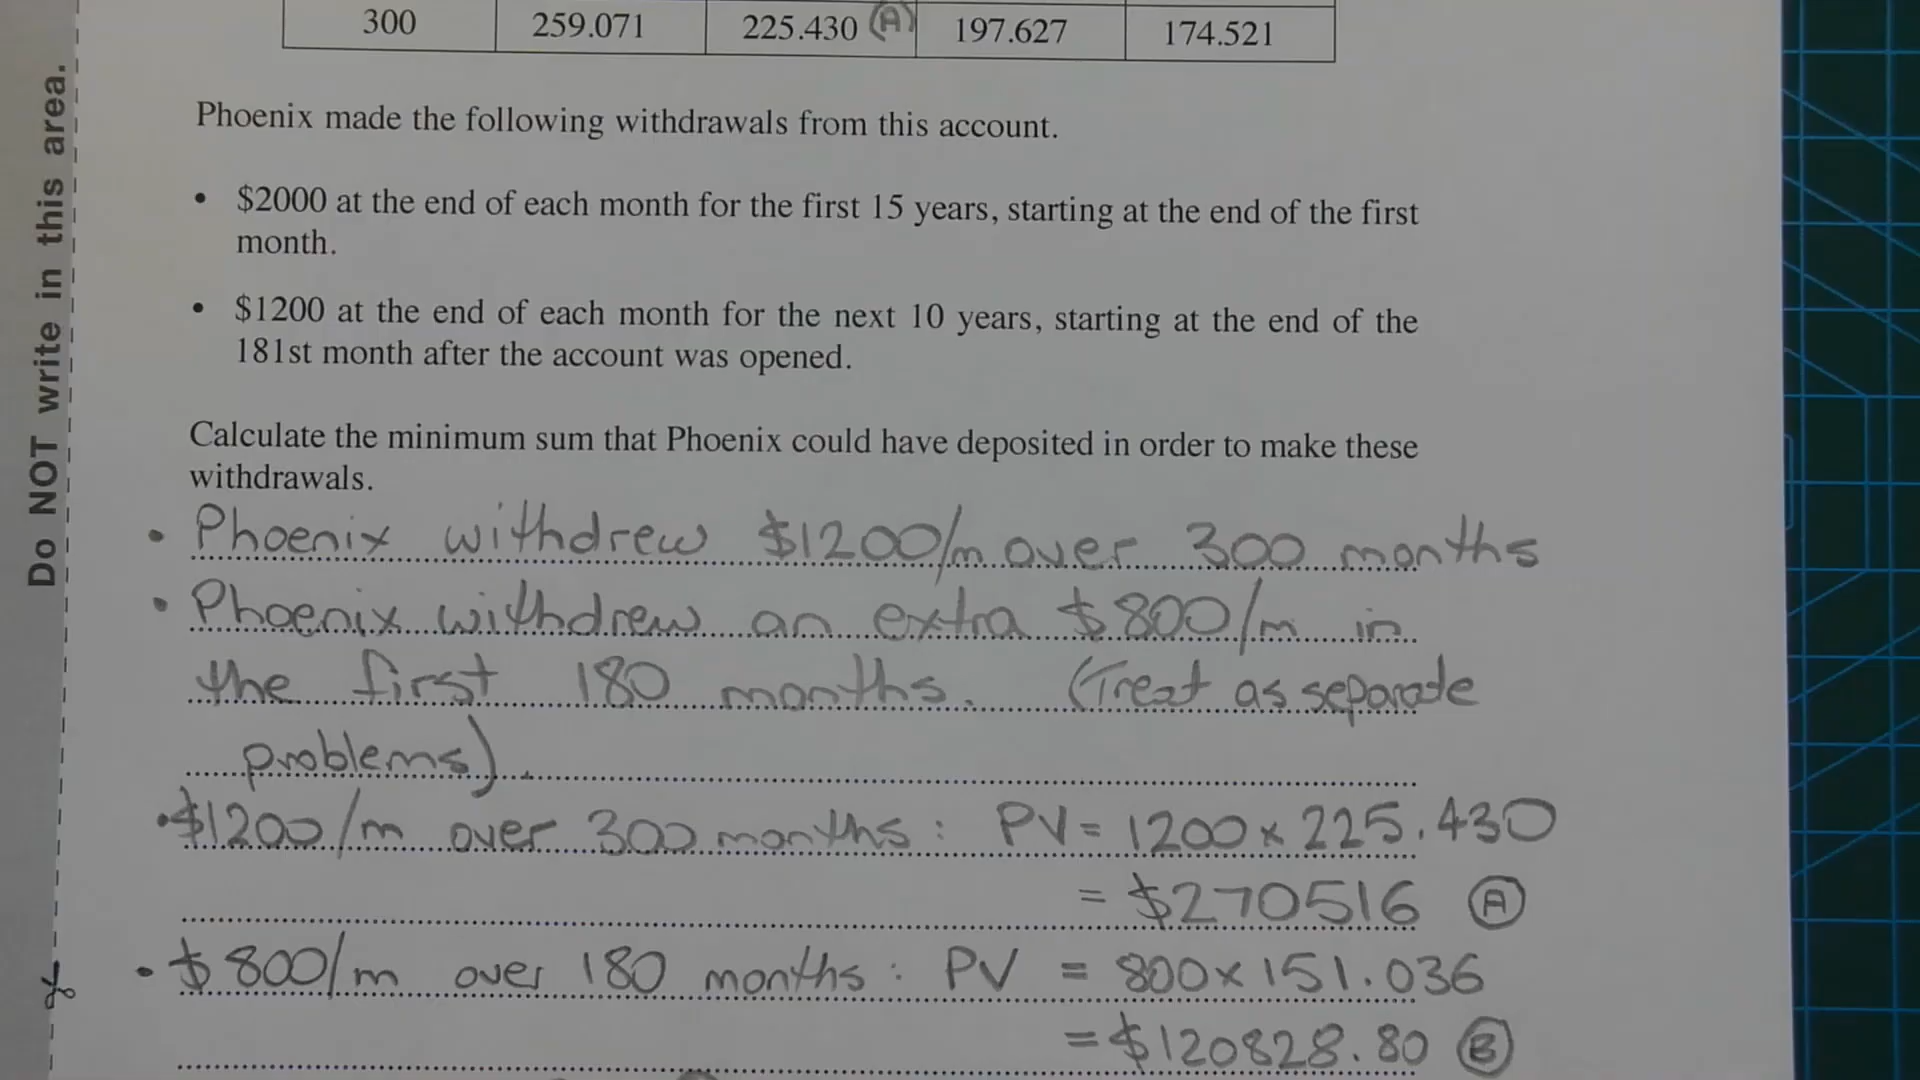 300 259.071 225.430 (A) 197.627 174.521
Phoenix made the following withdrawals from this account.
• $2000 at the end of each month for the first 15 years, starting at the end of the first
month.
• $1200 at the end of each month for the next 10 years, starting at the end of the
181st month after the account was opened.
Calculate the minimum sum that Phoenix could have deposited in order to make these
withdrawals.
• Phoenix withdrew $1200/m over 300 months
• Phoenix withdrew an extra $800/m in
the first 180 months. (Treat as separate
problems).
• $1200/m over 300 months: PV = 1200 × 225.430
= $270516 (A)
• $800/m over 180 months: PV = 800 × 151.036
= $120828.80 (B)
Do NOT write in this area.